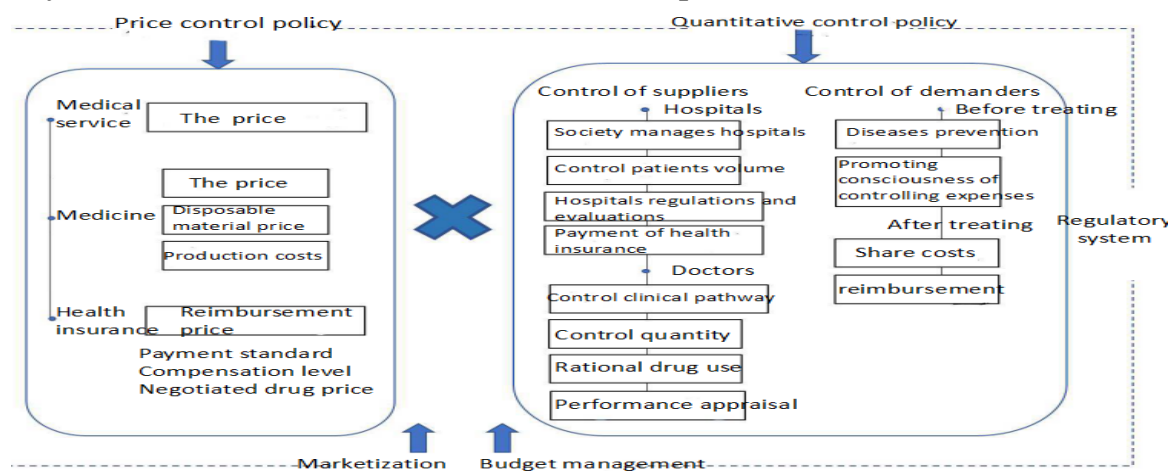 Price control policy
Quantitative control policy
Medical
service
The price
The price
Medicine
Disposable
material price
Production costs
Health
insurance
Reimbursement
price
Payment standard
Compensation level
Negotiated drug price
Control of suppliers
Hospitals
Society manages hospitals
Control patients volume
Hospitals regulations and
evaluations
Payment of health
insurance
Doctors
Control clinical pathway
Control quantity
Rational drug use
Performance appraisal
Control of demanders
Before treating
Diseases prevention
Promoting
consciousness of
controlling expenses
After treating
Share costs
reimbursement
Regulatory
system
Marketization
Budget management